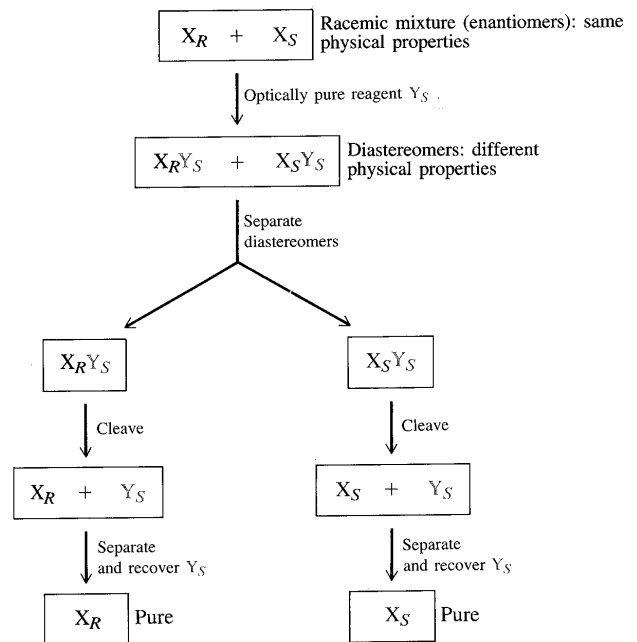 X_R + X_S
Racemic mixture (enantiomers): same
physical properties
Optically pure reagent Y_S
X_RY_S + X_SY_S
Diastereomers: different
physical properties
Separate
diastereomers
X_RY_S
X_SY_S
Cleave
Cleave
X_R + Y_S
X_S + Y_S
Separate
and recover Y_S
Separate
and recover Y_S
X_R Pure
X_S Pure